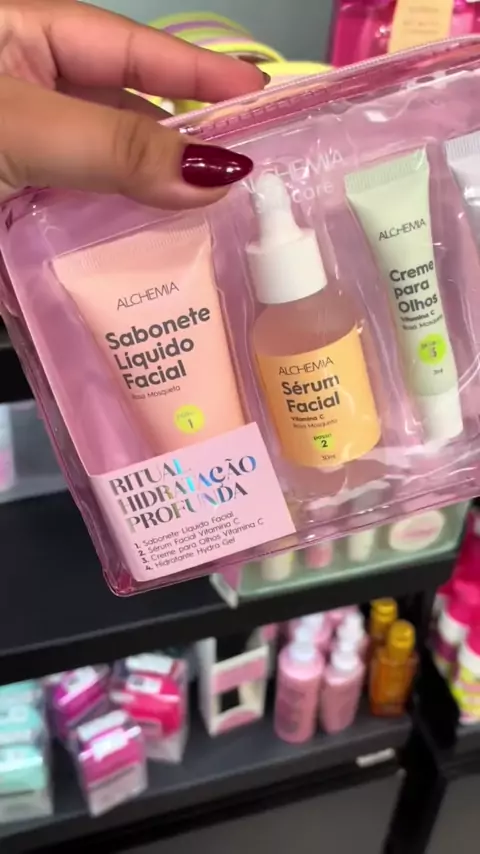 ALCHEMIA
ALCHEMIA
Sabonete
Líquido
Facial
Rosa Mosqueta
1
ALCHEMIA
Sérum
Facial
Vitamina C
Rosa Mosqueta
2
30ml
ALCHEMIA
Creme
para
Olhos
Vitamina C
Rosa Mosqueta
RITUAL
HIDRATAÇÃO
PROFUNDA
1. Sabonete Líquido Facial
2. Sérum Facial Vitamina C
3. Creme para Olhos Vitamina C
4. Hidratante Hydra Gel